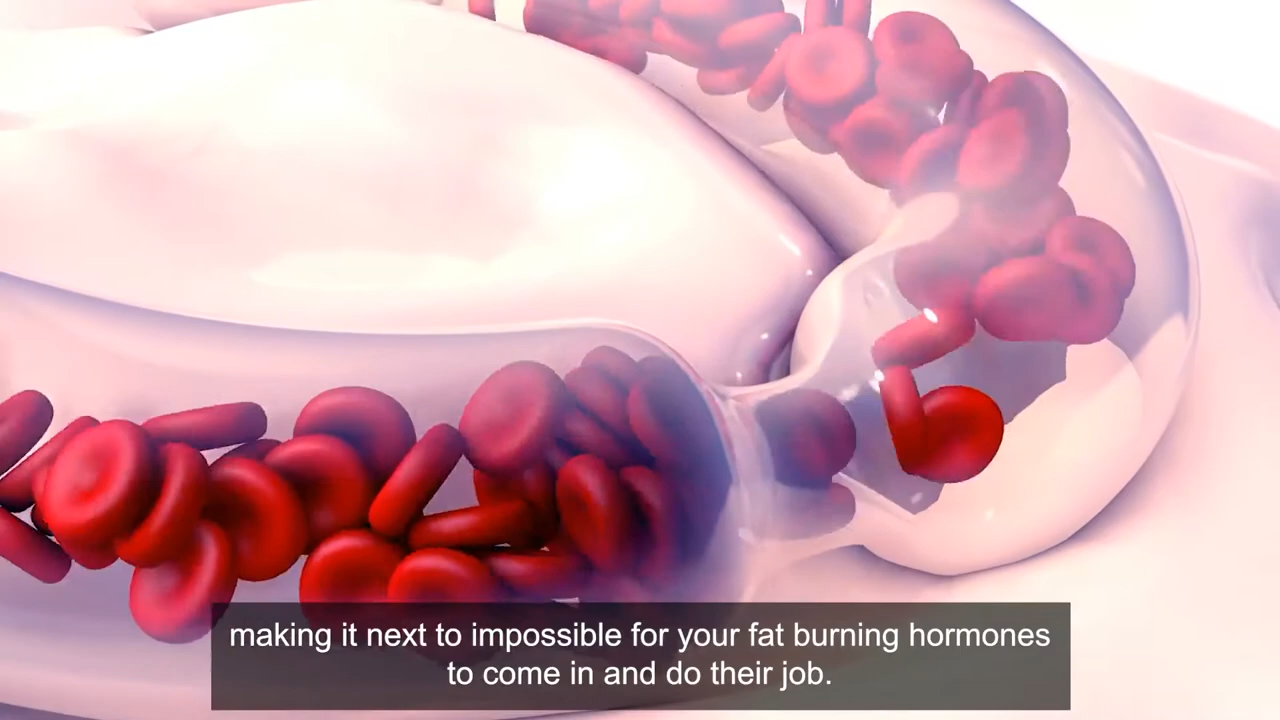 making it next to impossible for your fat burning hormones
to come in and do their job.